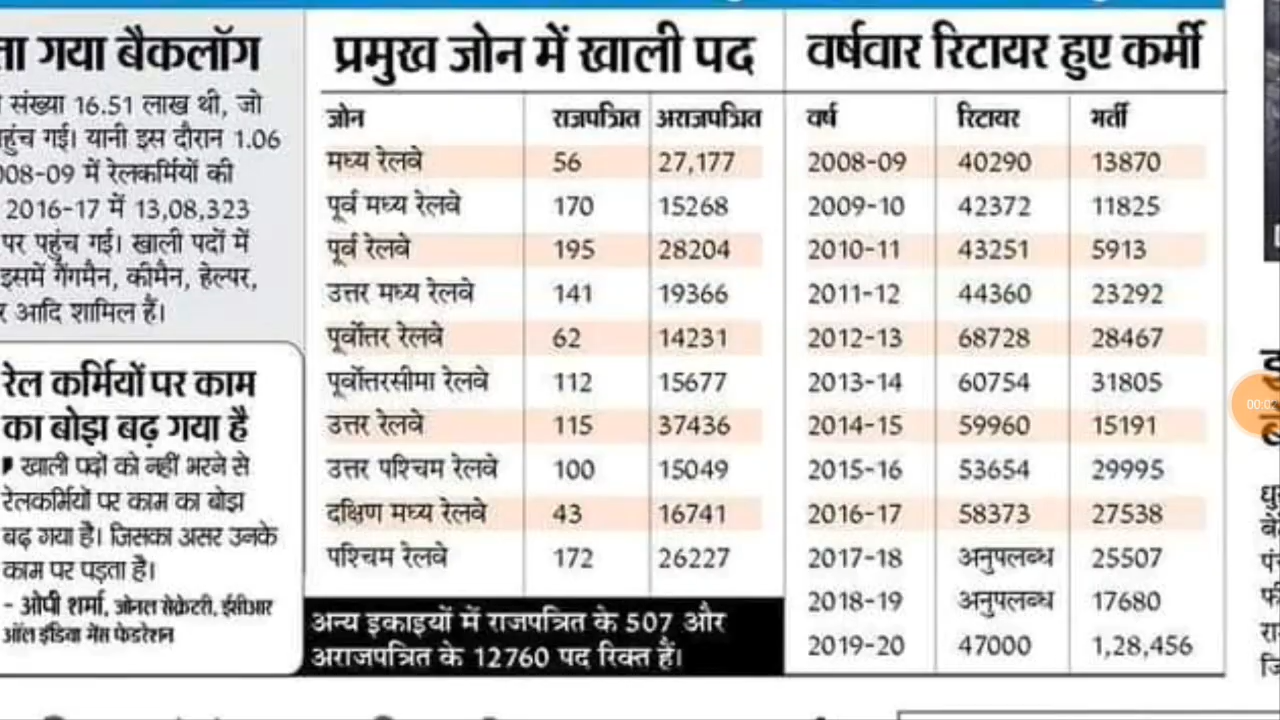 गया बैकलॉग
संख्या 16.51 लाख थी, जो
गई। यानी इस दौरान 1.06
में रेलकर्मियों की
2016-17 में 13,08,323
पर पहुंच गई। खाली पदों में
इसमें गैंगमैन, कीमैन, हेल्पर,
आदि शामिल हैं।
रेल कर्मियों पर काम
का बोझ बढ़ गया है
खाली पदों को नहीं भरने से
रेलकर्मियों पर काम का बोझ
बढ़ गया है। जिसका असर उनके
काम पर पड़ता है।
- ओपी शर्मा, जोनल सेक्रेटरी, ईसीआर
ऑल इंडिया मेंस फेडरेशन
प्रमुख जोन में खाली पद
जोन राजपत्रित अराजपत्रित
मध्य रेलवे 56 27,177
पूर्व मध्य रेलवे 170 15268
पूर्व रेलवे 195 28204
उत्तर मध्य रेलवे 141 19366
पूर्वोत्तर रेलवे 62 14231
पूर्वोत्तरसीमा रेलवे 112 15677
उत्तर रेलवे 115 37436
उत्तर पश्चिम रेलवे 100 15049
दक्षिण मध्य रेलवे 43 16741
पश्चिम रेलवे 172 26227
अन्य इकाइयों में राजपत्रित के 507 और
अराजपत्रित के 12760 पद रिक्त हैं।
वर्षवार रिटायर हुए कर्मी
वर्ष रिटायर भर्ती
2008-09 40290 13870
2009-10 42372 11825
2010-11 43251 5913
2011-12 44360 23292
2012-13 68728 28467
2013-14 60754 31805
2014-15 59960 15191
2015-16 53654 29995
2016-17 58373 27538
2017-18 अनुपलब्ध 25507
2018-19 अनुपलब्ध 17680
2019-20 47000 1,28,456